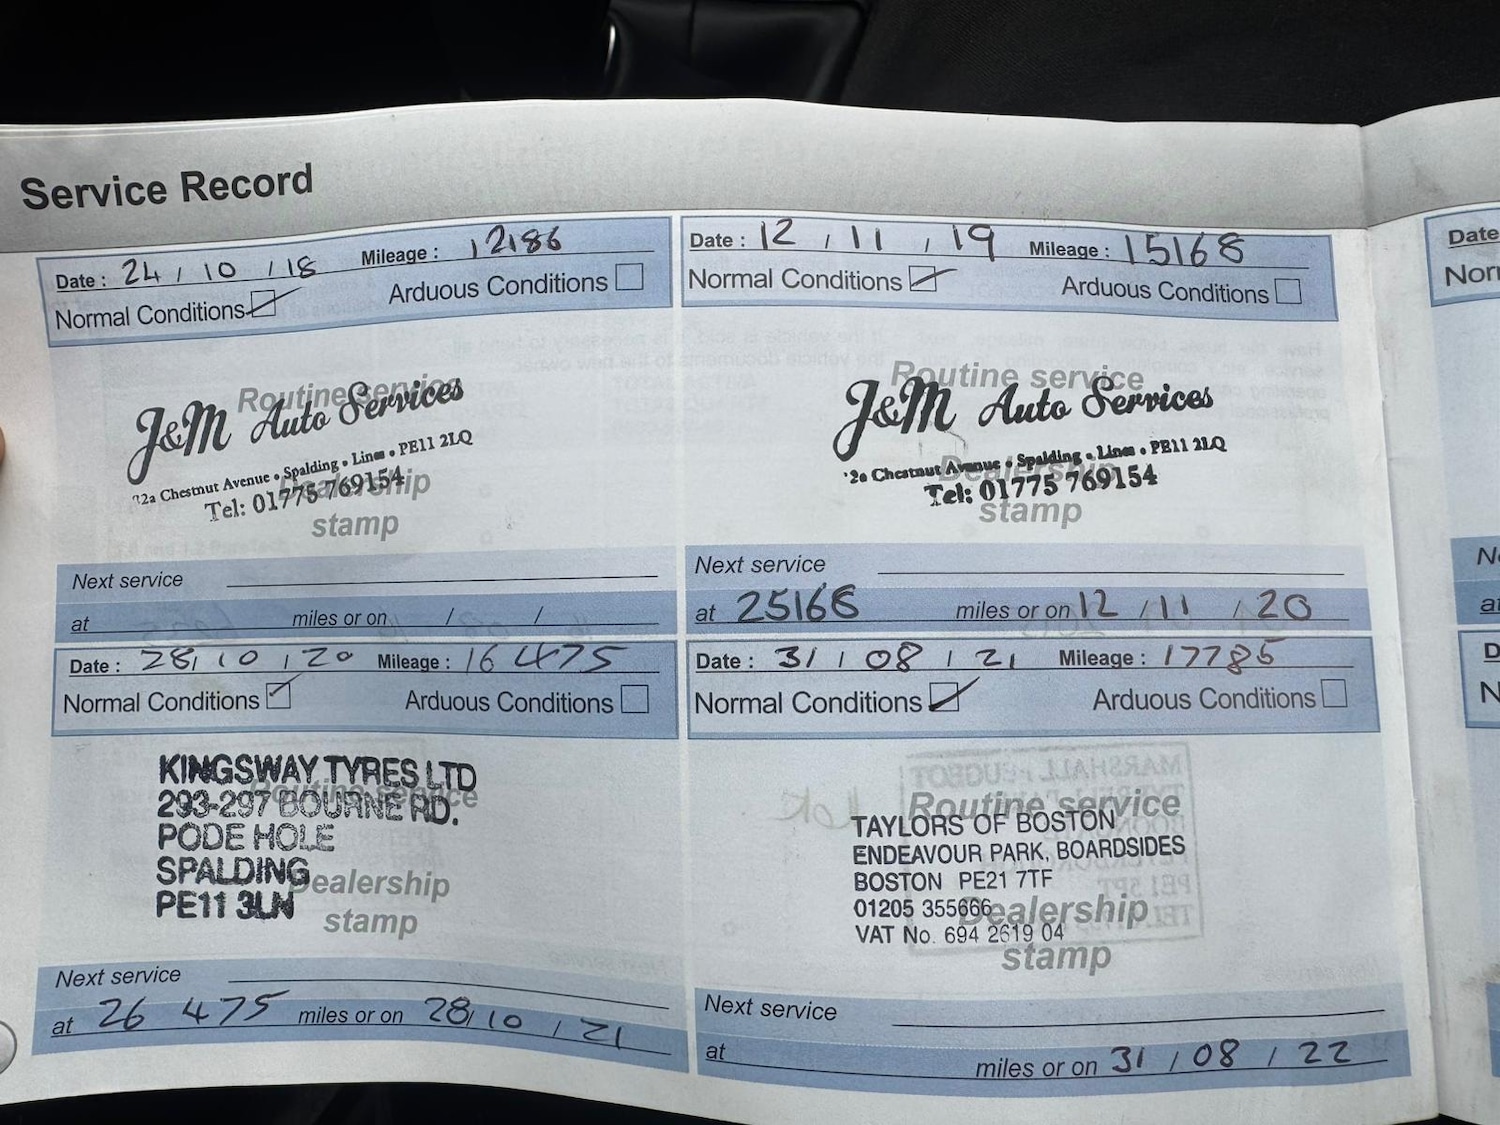 Service Record
Date : 24 / 10 / 18 Mileage : 12186
Normal Conditions Arduous Conditions
Routine service
J&M Auto Services
22a Chestnut Avenue • Spalding • Lincs • PE11 2LQ
Tel: 01775 769154
Dealership
stamp
Next service
at miles or on / /
Date : 12 / 11 / 19 Mileage : 15168
Normal Conditions Arduous Conditions
Routine service
J&M Auto Services
2a Chestnut Avenue • Spalding • Lincs • PE11 2LQ
Dealership
Tel: 01775 769154
stamp
Next service
at 25168 miles or on 12 / 11 / 20
Date : 28 / 10 / 20 Mileage : 16475
Normal Conditions Arduous Conditions
KINGSWAY TYRES LTD
Routine service
293-297 BOURNE RD.
PODE HOLE
SPALDING
Dealership
PE11 3LN
stamp
Next service
at 26 475 miles or on 28 / 10 / 21
Date : 31 / 08 / 21 Mileage : 17785
Normal Conditions Arduous Conditions
Routine service
TAYLORS OF BOSTON
ENDEAVOUR PARK, BOARDSIDES
BOSTON PE21 7TF
01205 355666
Dealership
VAT No. 694 2619 04
stamp
Next service
at miles or on 31 / 08 / 22
Date